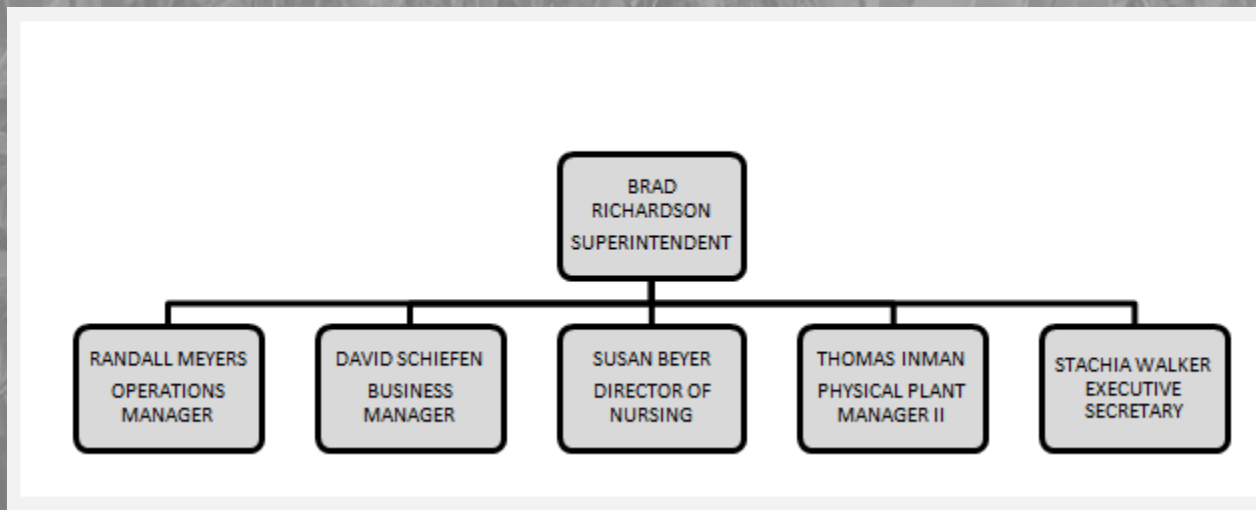 BRAD
RICHARDSON
SUPERINTENDENT
RANDALL MEYERS
OPERATIONS
MANAGER
DAVID SCHIEFEN
BUSINESS
MANAGER
SUSAN BEYER
DIRECTOR OF
NURSING
THOMAS INMAN
PHYSICAL PLANT
MANAGER II
STACHIA WALKER
EXECUTIVE
SECRETARY